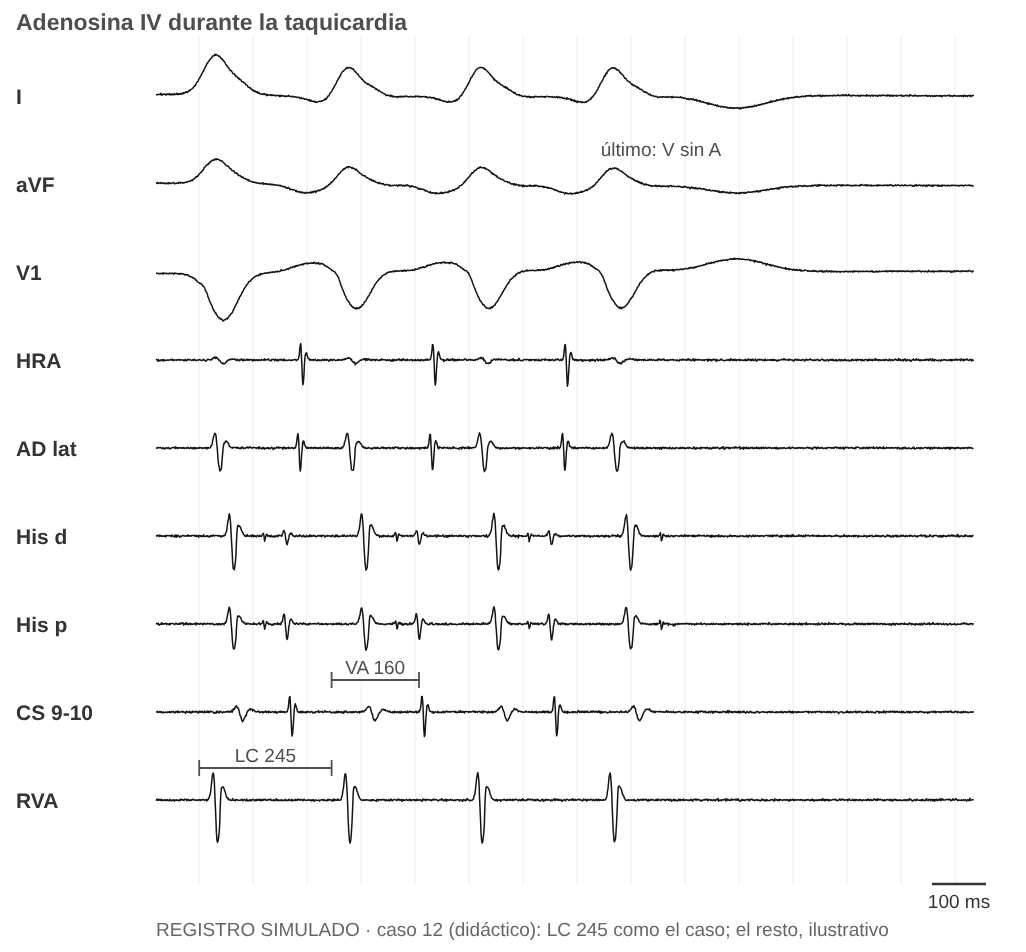 Adenosina IV durante la taquicardia
I
último: V sin A
aVF
V1
HRA
AD lat
His d
His p
VA 160
CS 9-10
LC 245
RVA
100 ms
REGISTRO SIMULADO · caso 12 (didáctico): LC 245 como el caso; el resto, ilustrativo